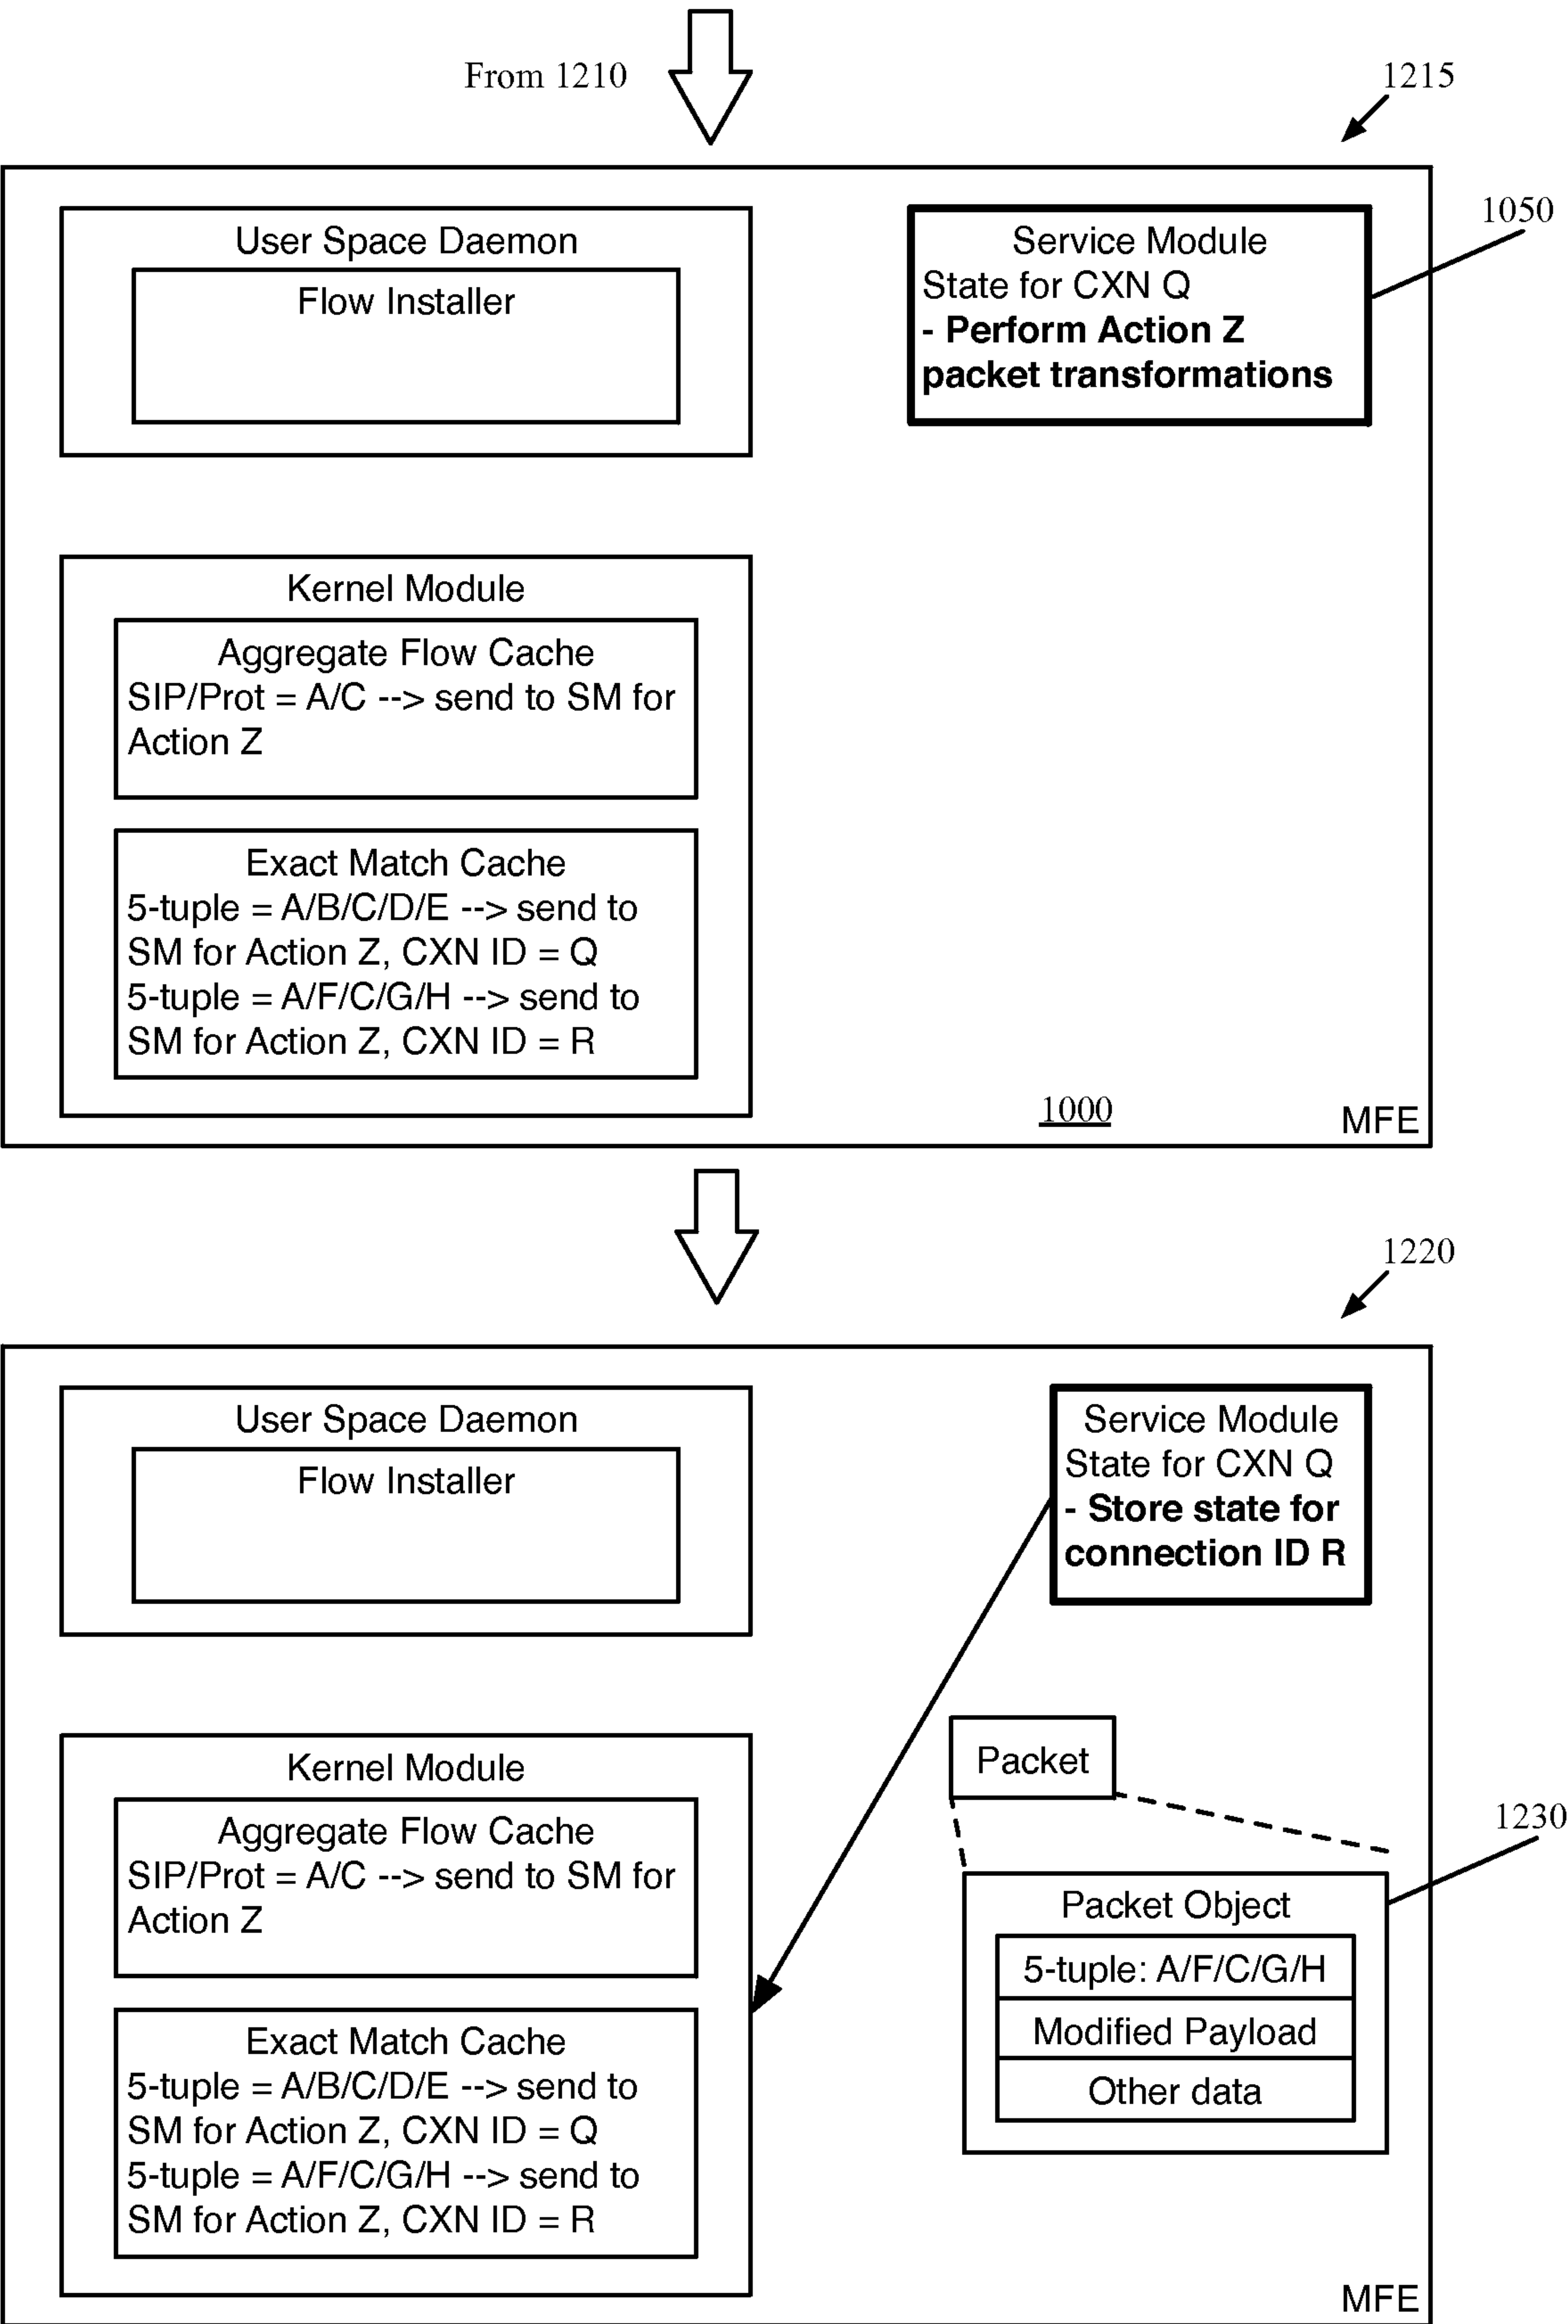 From 1210
1215
1050
User Space Daemon
Flow Installer
Service Module
State for CXN Q
- Perform Action Z
packet transformations
Kernel Module
Aggregate Flow Cache
SIP/Prot = A/C --> send to SM for
Action Z
Exact Match Cache
5-tuple = A/B/C/D/E --> send to
SM for Action Z, CXN ID = Q
5-tuple = A/F/C/G/H --> send to
SM for Action Z, CXN ID = R
1000
MFE
1220
User Space Daemon
Flow Installer
Service Module
State for CXN Q
- Store state for
connection ID R
Kernel Module
Aggregate Flow Cache
SIP/Prot = A/C --> send to SM for
Action Z
Exact Match Cache
5-tuple = A/B/C/D/E --> send to
SM for Action Z, CXN ID = Q
5-tuple = A/F/C/G/H --> send to
SM for Action Z, CXN ID = R
Packet
1230
Packet Object
5-tuple: A/F/C/G/H
Modified Payload
Other data
MFE